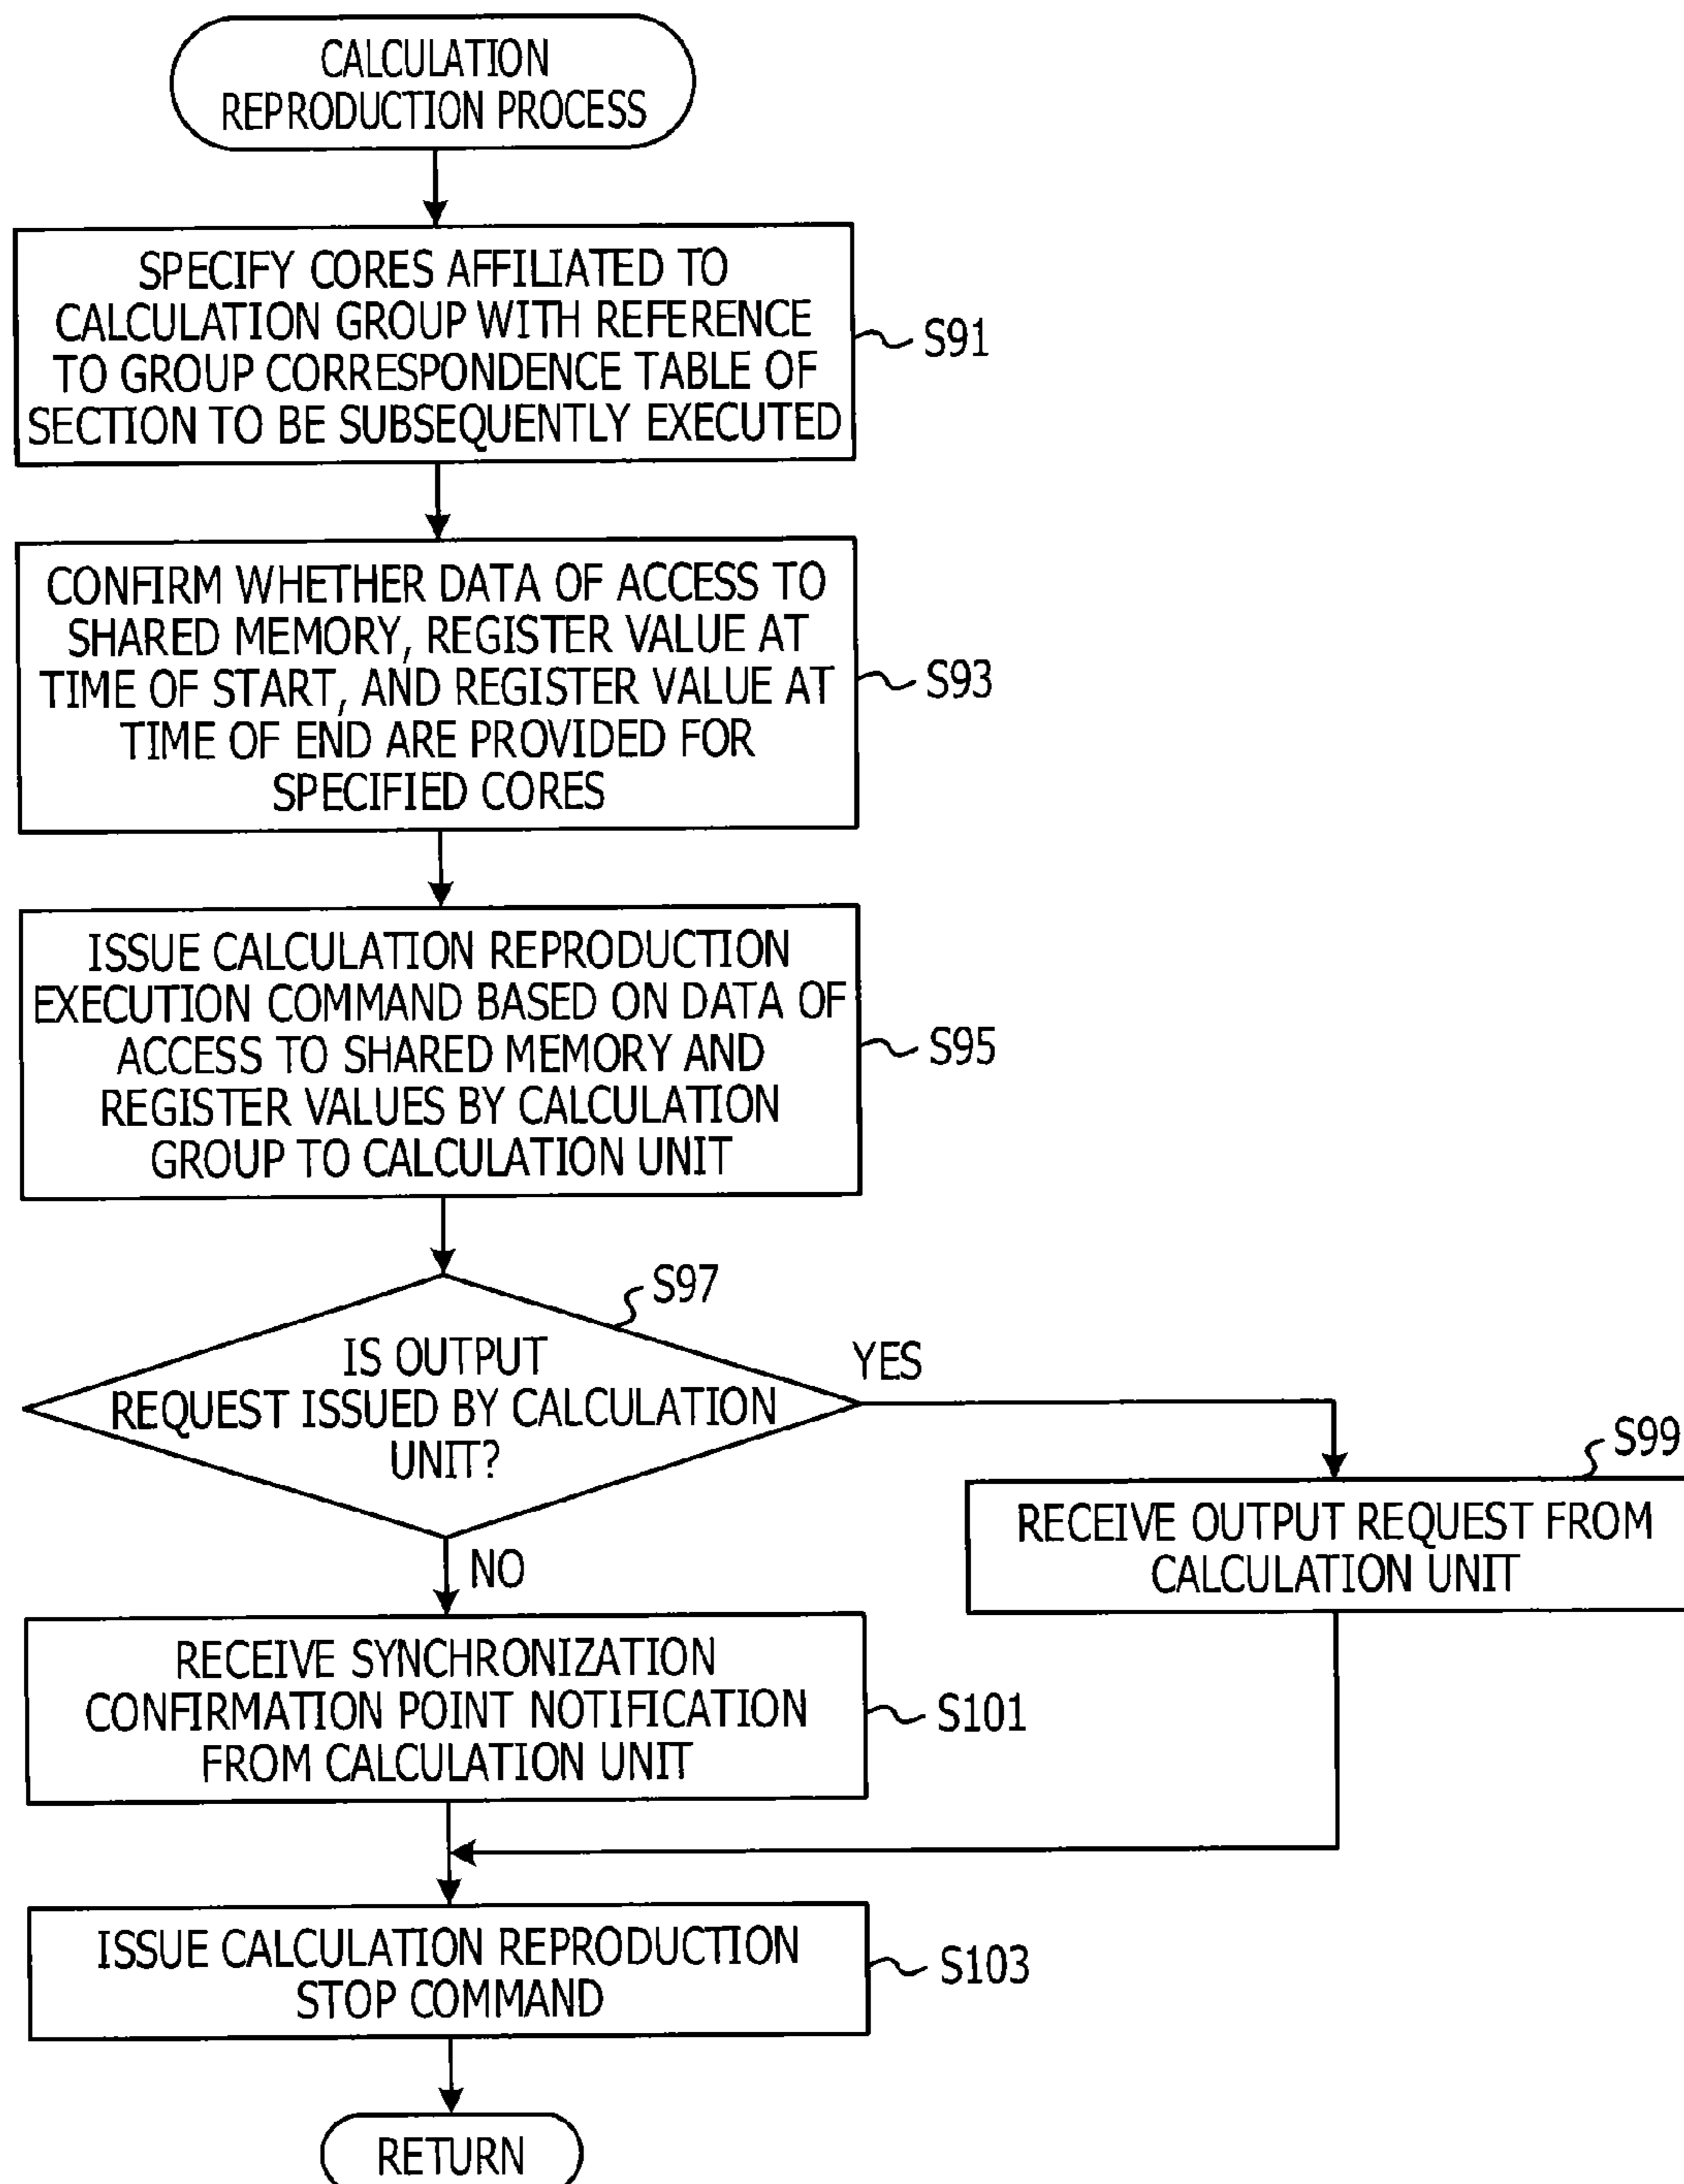 CALCULATION
REPRODUCTION PROCESS
SPECIFY CORES AFFILIATED TO
CALCULATION GROUP WITH REFERENCE
TO GROUP CORRESPONDENCE TABLE OF
SECTION TO BE SUBSEQUENTLY EXECUTED
S91
CONFIRM WHETHER DATA OF ACCESS TO
SHARED MEMORY, REGISTER VALUE AT
TIME OF START, AND REGISTER VALUE AT
TIME OF END ARE PROVIDED FOR
SPECIFIED CORES
S93
ISSUE CALCULATION REPRODUCTION
EXECUTION COMMAND BASED ON DATA OF
ACCESS TO SHARED MEMORY AND
REGISTER VALUES BY CALCULATION
GROUP TO CALCULATION UNIT
S95
S97
IS OUTPUT
REQUEST ISSUED BY CALCULATION
UNIT?
YES
S99
RECEIVE OUTPUT REQUEST FROM
CALCULATION UNIT
NO
RECEIVE SYNCHRONIZATION
CONFIRMATION POINT NOTIFICATION
FROM CALCULATION UNIT
S101
ISSUE CALCULATION REPRODUCTION
STOP COMMAND
S103
RETURN